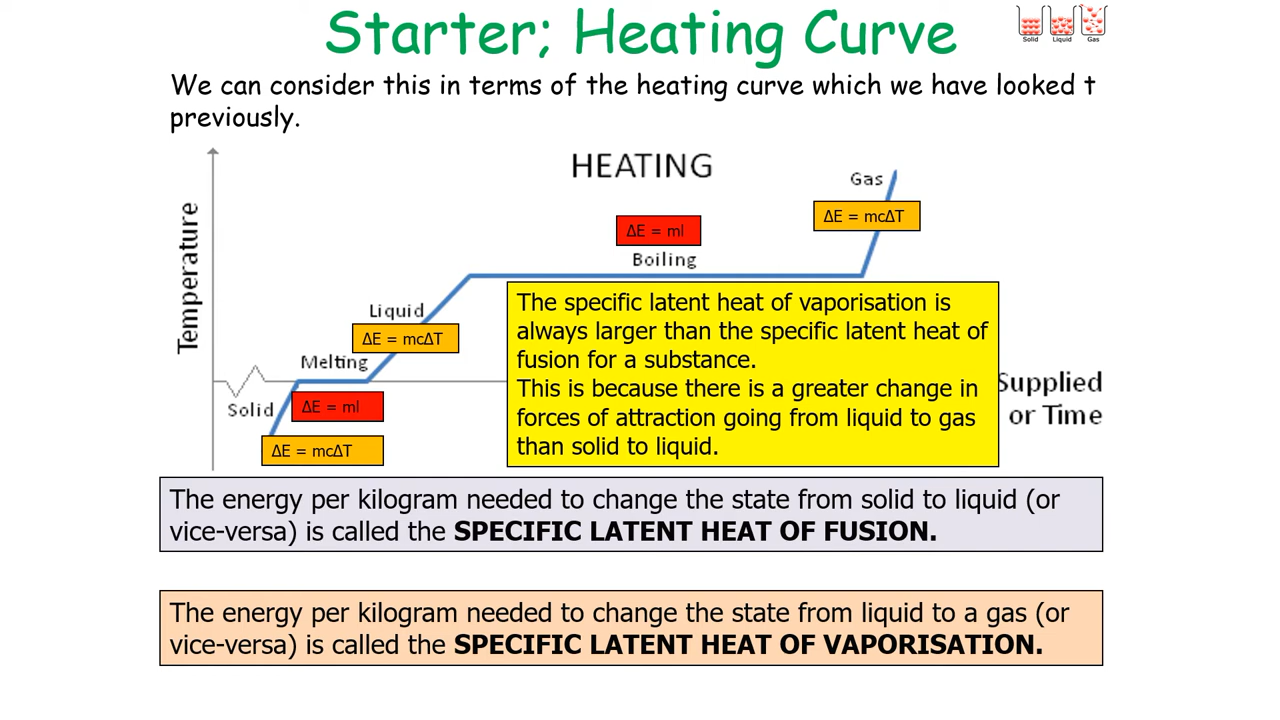 Starter; Heating Curve
Solid Liquid Gas
We can consider this in terms of the heating curve which we have looked t
previously.
HEATING
Temperature
Gas
ΔE = mcΔT
ΔE = ml
Boiling
Liquid
ΔE = mcΔT
Melting
Solid
ΔE = ml
ΔE = mcΔT
The specific latent heat of vaporisation is
always larger than the specific latent heat of
fusion for a substance.
This is because there is a greater change in
forces of attraction going from liquid to gas
than solid to liquid.
Supplied
or Time
The energy per kilogram needed to change the state from solid to liquid (or
vice-versa) is called the SPECIFIC LATENT HEAT OF FUSION.
The energy per kilogram needed to change the state from liquid to a gas (or
vice-versa) is called the SPECIFIC LATENT HEAT OF VAPORISATION.